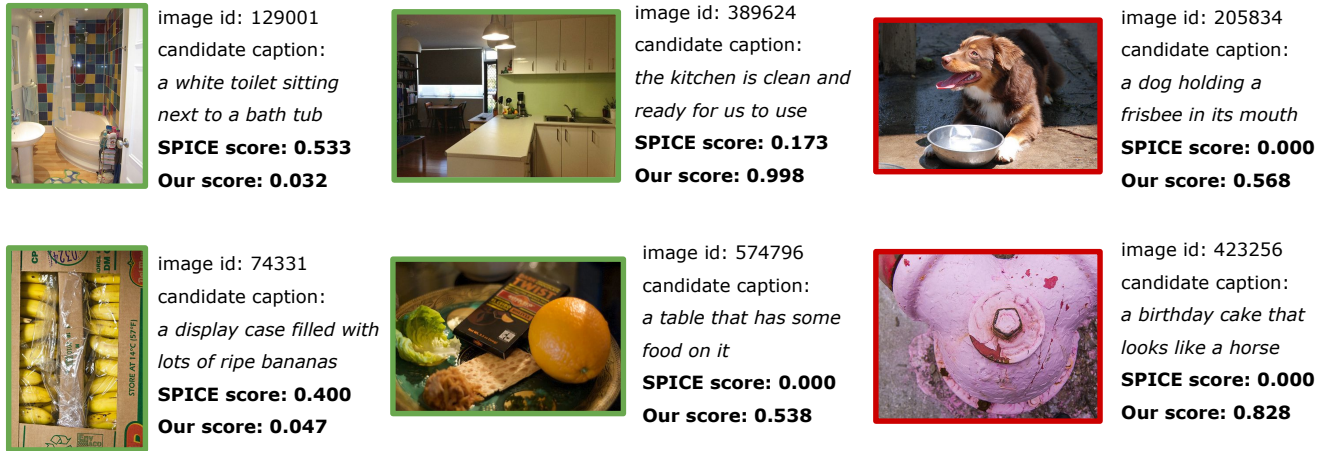 image id: 129001
candidate caption:
a white toilet sitting
next to a bath tub
SPICE score: 0.533
Our score: 0.032
image id: 389624
candidate caption:
the kitchen is clean and
ready for us to use
SPICE score: 0.173
Our score: 0.998
image id: 205834
candidate caption:
a dog holding a
frisbee in its mouth
SPICE score: 0.000
Our score: 0.568
image id: 74331
candidate caption:
a display case filled with
lots of ripe bananas
SPICE score: 0.400
Our score: 0.047
STORE AT 14°C (57°F)
image id: 574796
candidate caption:
a table that has some
food on it
SPICE score: 0.000
Our score: 0.538
TWIST
image id: 423256
candidate caption:
a birthday cake that
looks like a horse
SPICE score: 0.000
Our score: 0.828